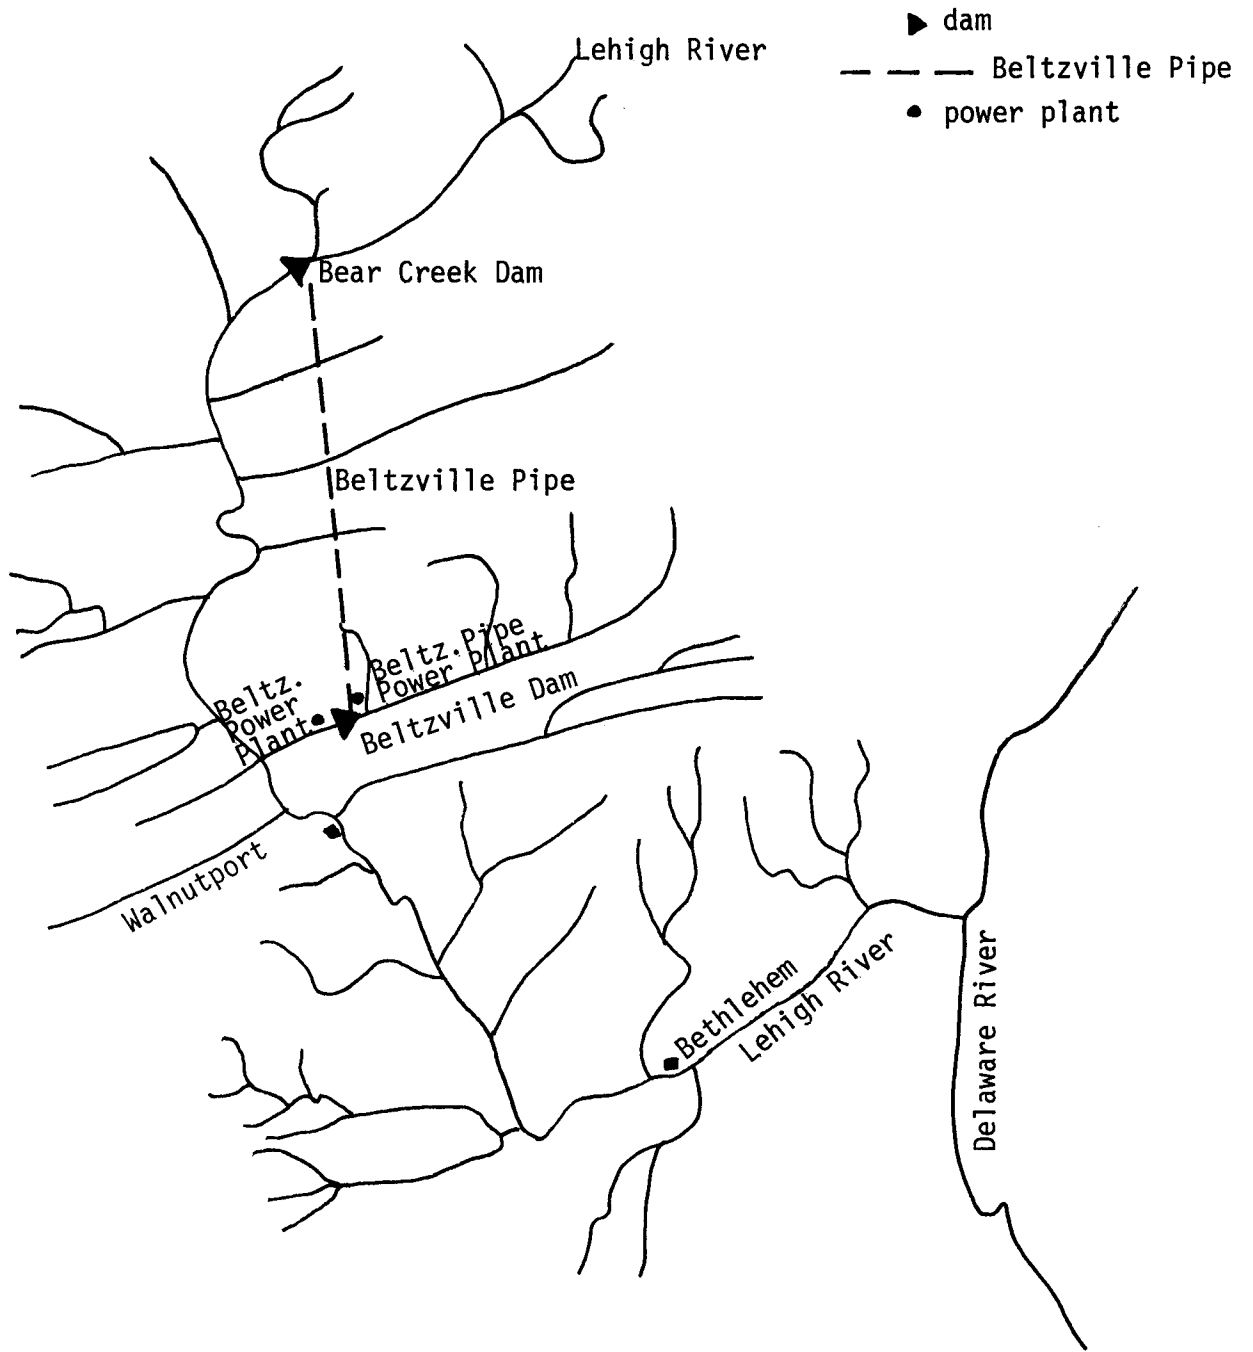 Lehigh River
dam
Beltzville Pipe
power plant
Bear Creek Dam
Beltzville Pipe
Beltz. Pipe
Power Plant
Beltz.
Power
Plant
Beltzville Dam
Walnutport
Bethlehem
Lehigh River
Delaware River